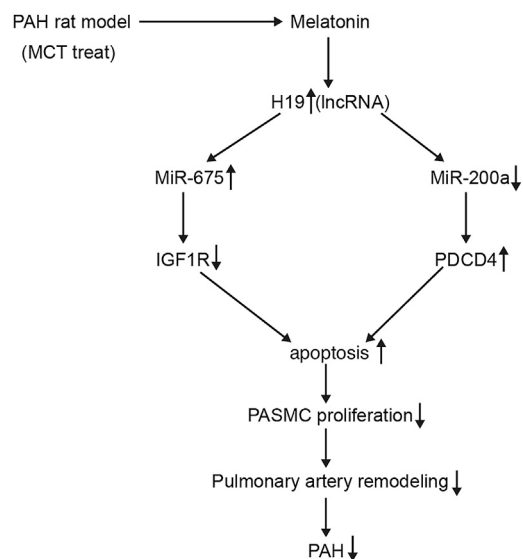 PAH rat model
Melatonin
(MCT treat)
H19↑(lncRNA)
MiR-675↑
MiR-200a↓
IGF1R↓
PDCD4↑
apoptosis ↑
PASMC proliferation↓
Pulmonary artery remodeling↓
PAH↓